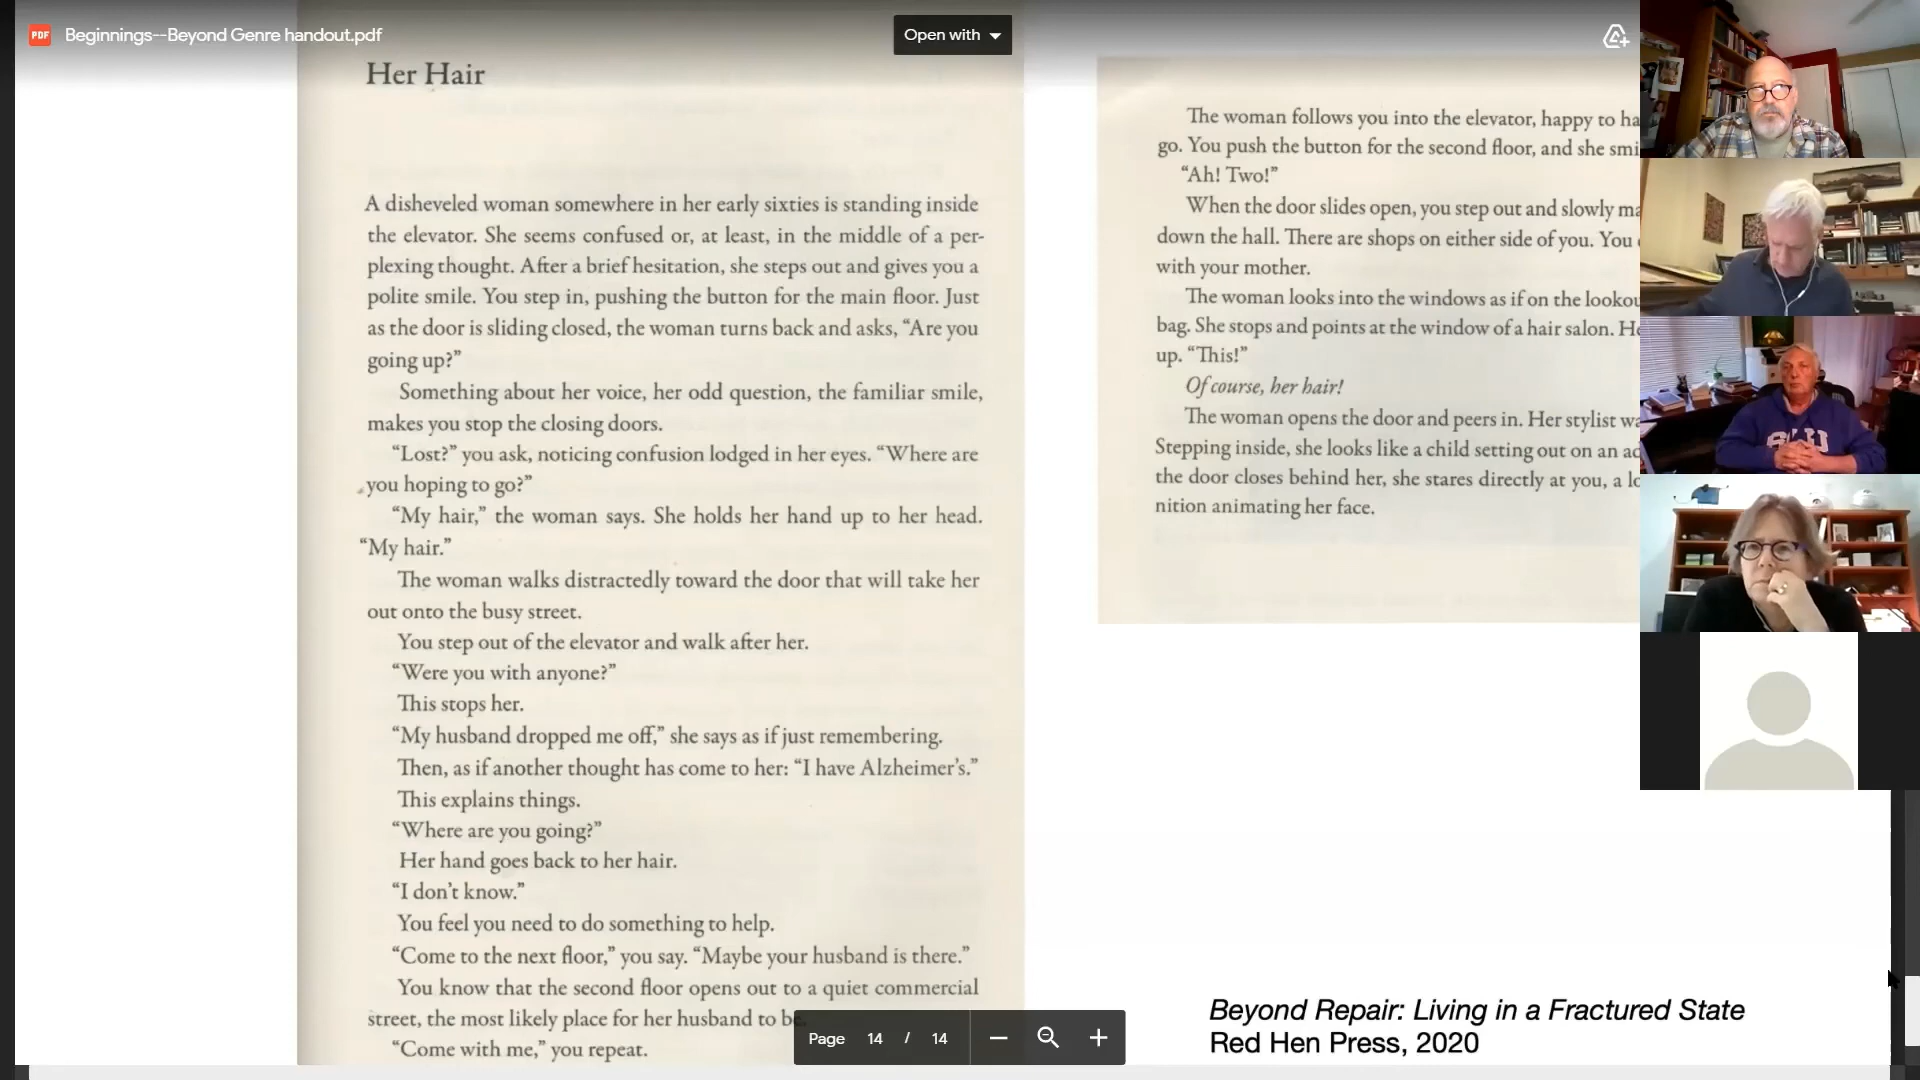 PDF
Beginnings--Beyond Genre handout.pdf
Open with
Her Hair
A disheveled woman somewhere in her early sixties is standing inside
the elevator. She seems confused or, at least, in the middle of a per-
plexing thought. After a brief hesitation, she steps out and gives you a
polite smile. You step in, pushing the button for the main floor. Just
as the door is sliding closed, the woman turns back and asks, “Are you
going up?”
Something about her voice, her odd question, the familiar smile,
makes you stop the closing doors.
“Lost?” you ask, noticing confusion lodged in her eyes. “Where are
you hoping to go?”
“My hair,” the woman says. She holds her hand up to her head.
“My hair.”
The woman walks distractedly toward the door that will take her
out onto the busy street.
You step out of the elevator and walk after her.
“Were you with anyone?”
This stops her.
“My husband dropped me off,” she says as if just remembering.
Then, as if another thought has come to her: “I have Alzheimer’s.”
This explains things.
“Where are you going?”
Her hand goes back to her hair.
“I don’t know.”
You feel you need to do something to help.
“Come to the next floor,” you say. “Maybe your husband is there.”
You know that the second floor opens out to a quiet commercial
street, the most likely place for her husband to be.
“Come with me,” you repeat.
The woman follows you into the elevator, happy to ha
go. You push the button for the second floor, and she smi
“Ah! Two!”
When the door slides open, you step out and slowly ma
down the hall. There are shops on either side of you. You
with your mother.
The woman looks into the windows as if on the lookou
bag. She stops and points at the window of a hair salon. He
up. “This!”
Of course, her hair!
The woman opens the door and peers in. Her stylist wa
Stepping inside, she looks like a child setting out on an ad
the door closes behind her, she stares directly at you, a lo
nition animating her face.
Beyond Repair: Living in a Fractured State
Red Hen Press, 2020
Page 14 / 14